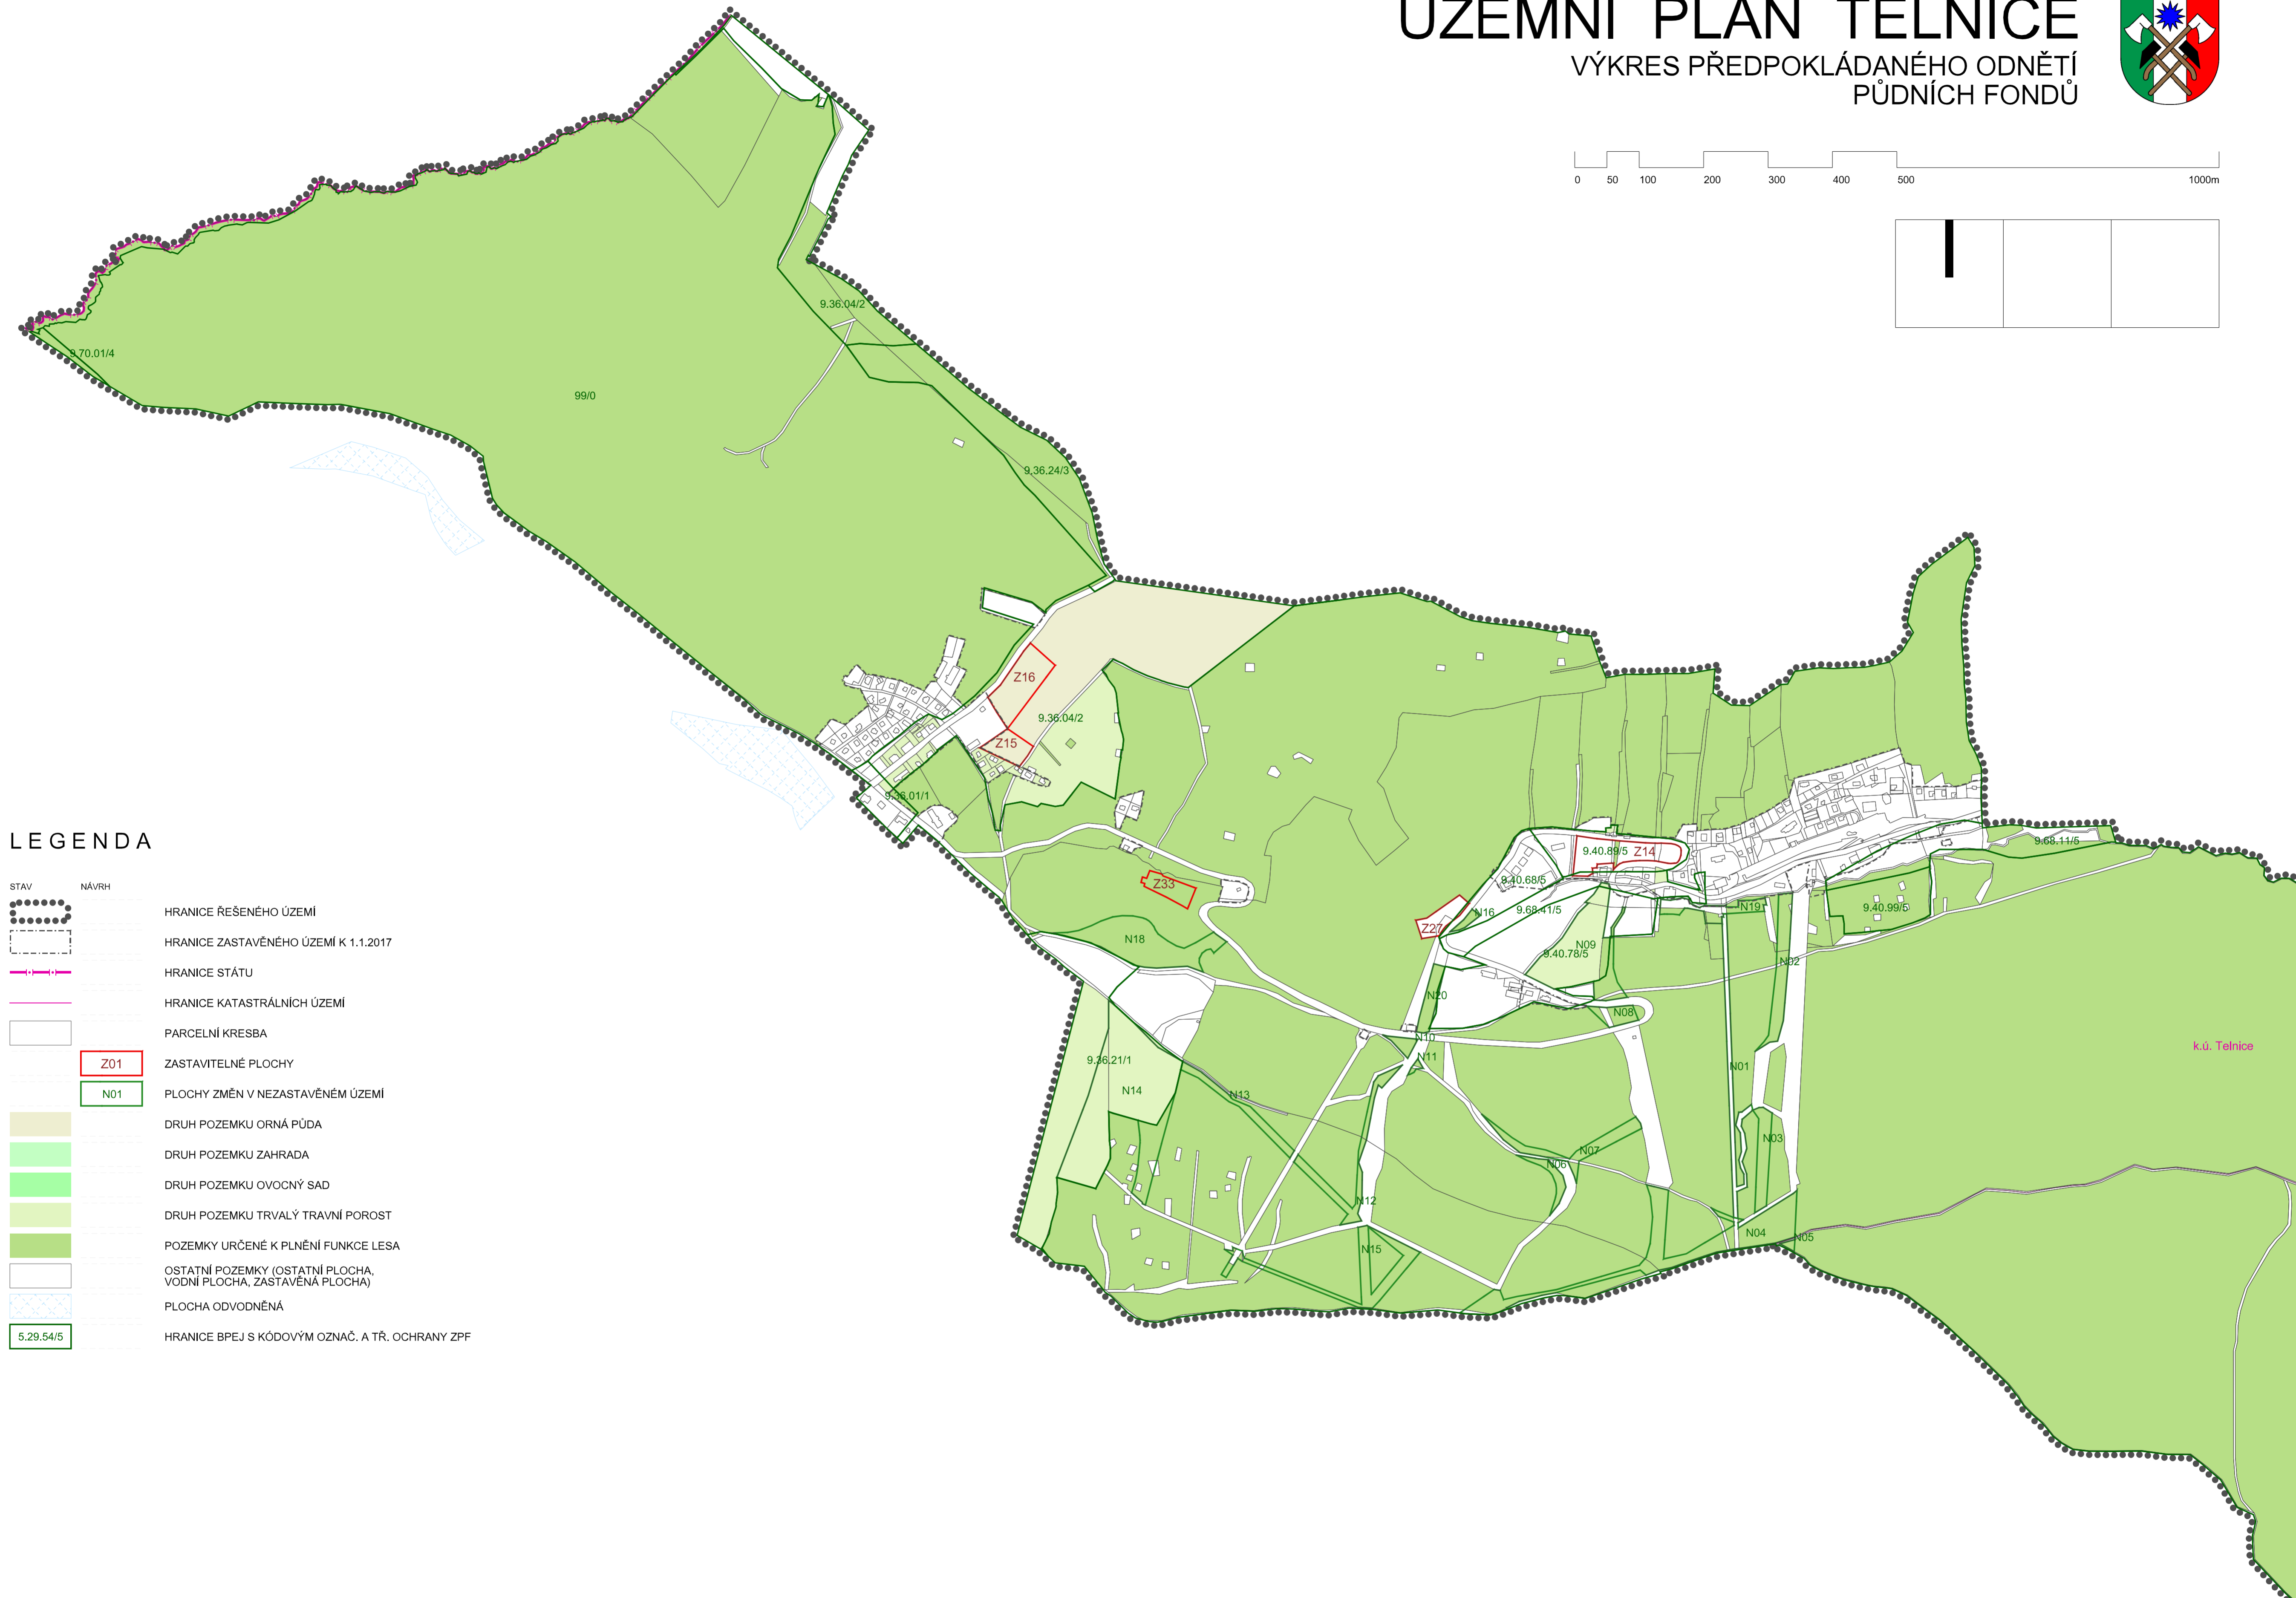 ÚZEMNÍ PLÁN TELNICE
VÝKRES PŘEDPOKLÁDANÉHO ODNĚTÍ
PŮDNÍCH FONDŮ
0 50 100 200 300 400 500 1000m
9.36.04/2
9.70.01/4
99/0
9.36.24/3
Z16
9.36.04/2
Z15
9.36.01/1
9.68.11/5
9.40.89/5 Z14
9.40.68/5
Z33
9.68.41/5
N16
N191
9.40.99/5
Z27
N18
N09
9.40.78/5
N02
N20
N08
N10
k.ú. Telnice
N11
9.36.21/1
N01
N14
N13
N03
N07
N06
N12
N04
N05
N15
LEGENDA
STAV NÁVRH
HRANICE ŘEŠENÉHO ÚZEMÍ
HRANICE ZASTAVĚNÉHO ÚZEMÍ K 1.1.2017
HRANICE STÁTU
HRANICE KATASTRÁLNÍCH ÚZEMÍ
PARCELNÍ KRESBA
Z01 ZASTAVITELNÉ PLOCHY
N01 PLOCHY ZMĚN V NEZASTAVĚNÉM ÚZEMÍ
DRUH POZEMKU ORNÁ PŮDA
DRUH POZEMKU ZAHRADA
DRUH POZEMKU OVOCNÝ SAD
DRUH POZEMKU TRVALÝ TRAVNÍ POROST
POZEMKY URČENÉ K PLNĚNÍ FUNKCE LESA
OSTATNÍ POZEMKY (OSTATNÍ PLOCHA,
VODNÍ PLOCHA, ZASTAVĚNÁ PLOCHA)
PLOCHA ODVODNĚNÁ
5.29.54/5 HRANICE BPEJ S KÓDOVÝM OZNAČ. A TŘ. OCHRANY ZPF